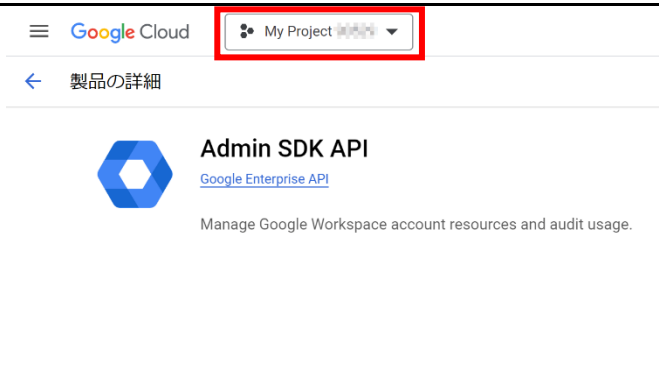 Google Cloud
My Project
製品の詳細
Admin SDK API
Google Enterprise API
Manage Google Workspace account resources and audit usage.